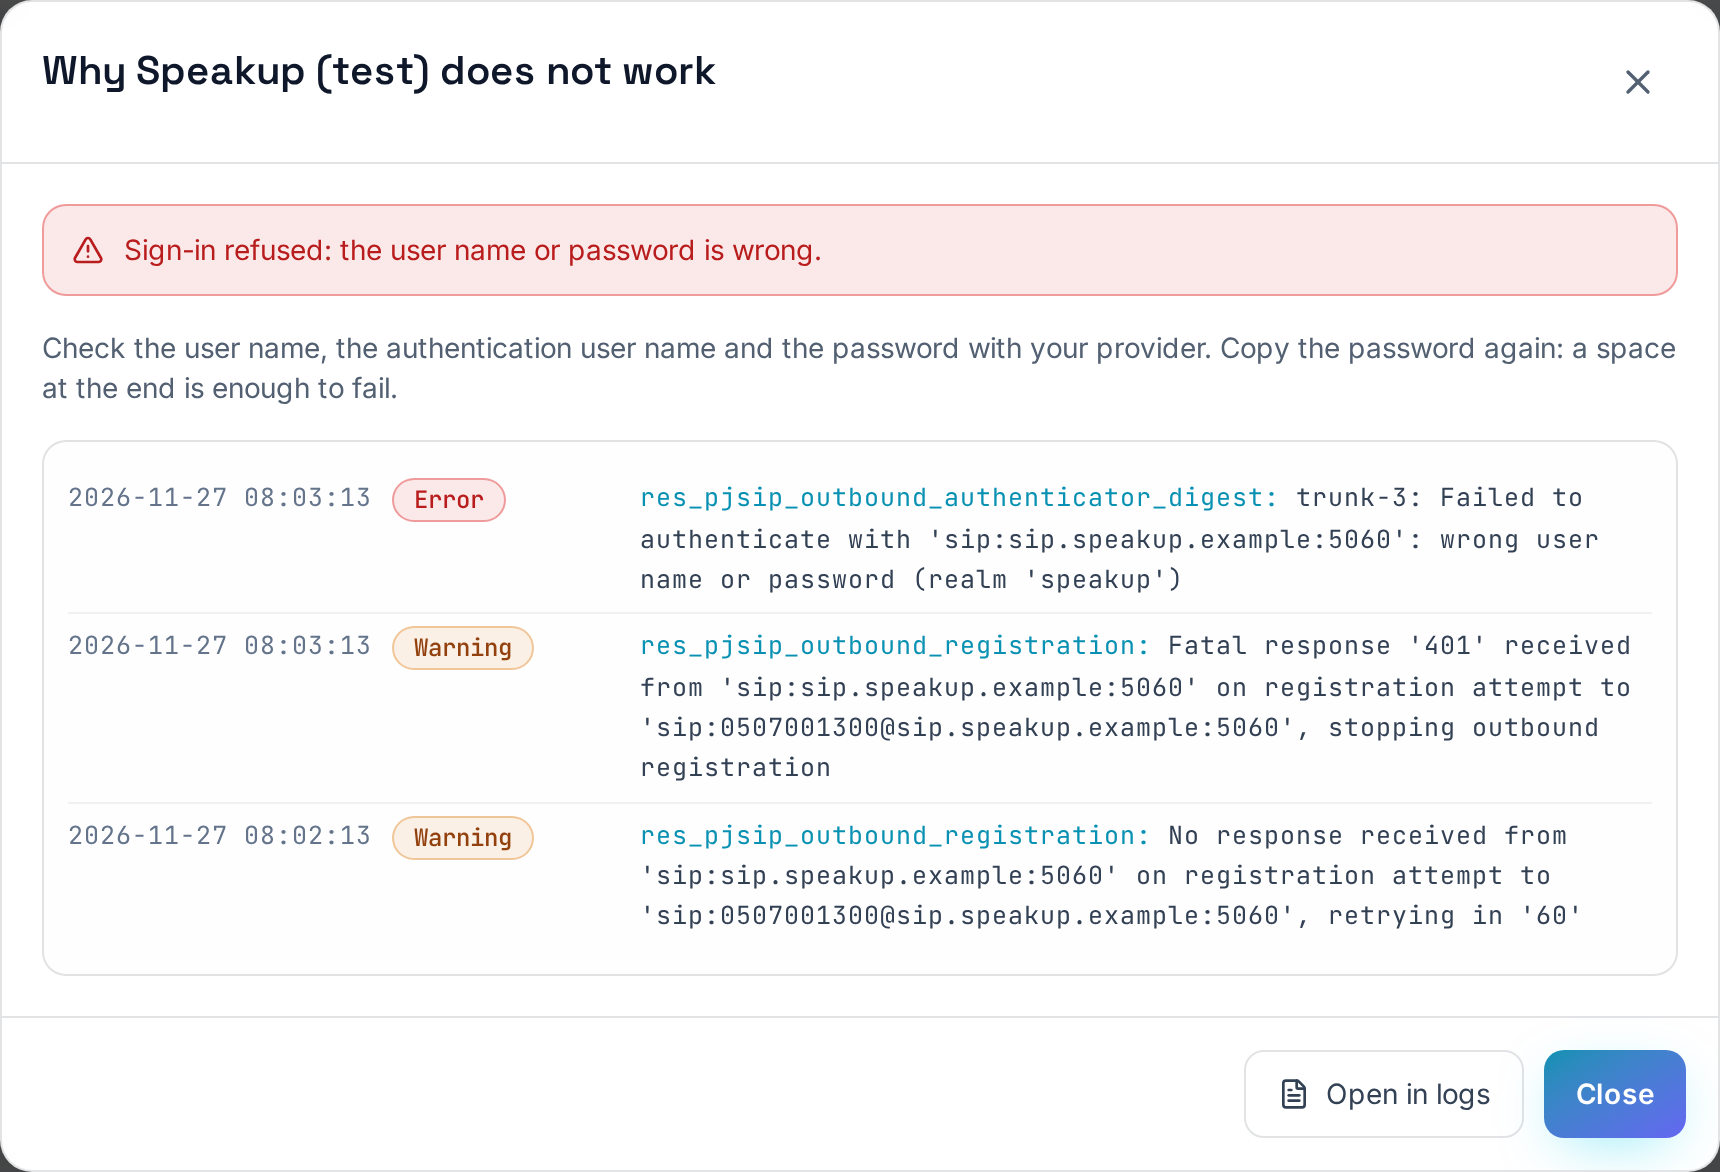 Why Speakup (test) does not work
Sign-in refused: the user name or password is wrong.
Check the user name, the authentication user name and the password with your provider. Copy the password again: a space
at the end is enough to fail.
2026-11-27 08:03:13 Error res_pjsip_outbound_authenticator_digest: trunk-3: Failed to
authenticate with 'sip:sip.speakup.example:5060': wrong user
name or password (realm 'speakup')
2026-11-27 08:03:13 Warning res_pjsip_outbound_registration: Fatal response '401' received
from 'sip:sip.speakup.example:5060' on registration attempt to
'sip:0507001300@sip.speakup.example:5060', stopping outbound
registration
2026-11-27 08:02:13 Warning res_pjsip_outbound_registration: No response received from
'sip:sip.speakup.example:5060' on registration attempt to
'sip:0507001300@sip.speakup.example:5060', retrying in '60'
Open in logs
Close